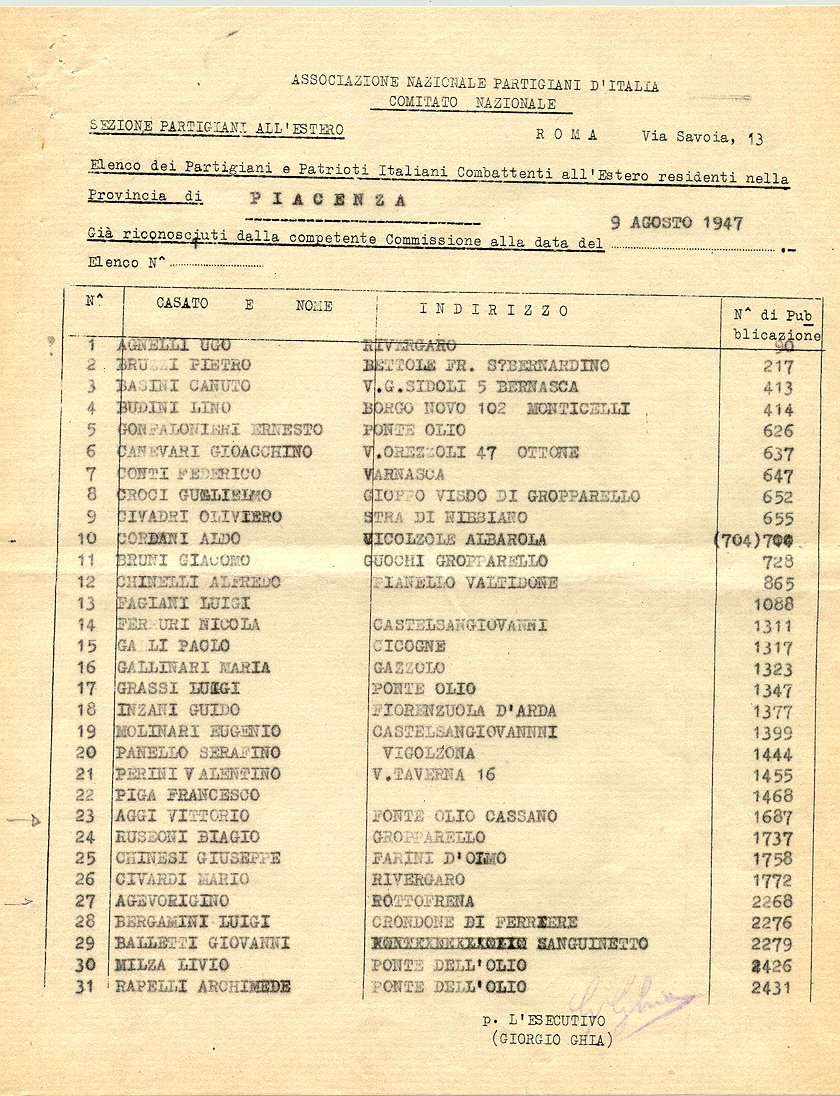 ASSOCIAZIONE NAZIONALE PARTIGIANI D'ITALIA
COMITATO NAZIONALE
SEZIONE PARTIGIANI ALL'ESTERO R O M A Via Savoia, 13
Elenco dei Partigiani e Patrioti Italiani Combattenti all'Estero residenti nella
Provincia di P I A C E N Z A
Già riconosciuti dalla competente Commissione alla data del 9 AGOSTO 1947
Elenco N^
N^ CASATO E NOME I N D I R I Z Z O N^ di Pub
blicazione
1 AGNELLI UGO RIVERGARO 90
2 PIETRO BETTOLE FR. S?BERNARDINO 217
3 BASINI CANUTO V.G.SIDOLI 5 BERNASCA 413
4 BUDINI LINO BORGO NOVO 102 MONTICELLI 414
5 GONFALONIERI ERNESTO PONTE OLIO 626
6 CANEVARI GIOACCHINO V.OREZZOLI 47 OTTONE 637
7 CONTI FEDERICO VARNASCA 647
8 CROCI GUGLIELMO GIOPPO VISDO DI GROPPARELLO 652
9 CIVADRI OLIVIERO STRA DI NIBBIANO 655
10 CORDANI ALDO VICOLZOLE ALBAROLA (704)700
11 BRUNI GIACOMO GUOCHI GROPPARELLO 728
12 CHINELLI ALFREDO PIANELLO VALTIDONE 865
13 FAGIANI LUIGI 1088
14 NICOLA CASTELSANGIOVANNI 1311
15 PAOLO CICOGNE 1317
16 GALLINARI MARIA GAZZOLO 1323
17 GRASSI LUIGI PONTE OLIO 1347
18 INZANI GUIDO FIORENZUOLA D'ARDA 1377
19 MOLINARI EUGENIO CASTELSANGIOVANNNI 1399
20 PANELLO SERAFINO VIGOLZONA 1444
21 PERINI VALENTINO V.TAVERNA 16 1455
22 PIGA FRANCESCO 1468
23 AGGI VITTORIO PONTE OLIO CASSANO 1687
24 RUSEONI BIAGIO GROPPARELLO 1737
25 CHINESI GIUSEPPE FARINI D'OLMO 1758
26 CIVARDI MARIO RIVERGARO 1772
27 AGEVORIGINO ROTTOFRENA 2268
28 BERGAMINI LUIGI CRONDONE DI FERRIERE 2276
29 BALLETTI GIOVANNI SANGUINETTO 2279
30 MILZA LIVIO PONTE DELL'OLIO 2426
31 RAPELLI ARCHIMEDE PONTE DELL'OLIO 2431
p. L'ESECUTIVO
(GIORGIO GHIA)